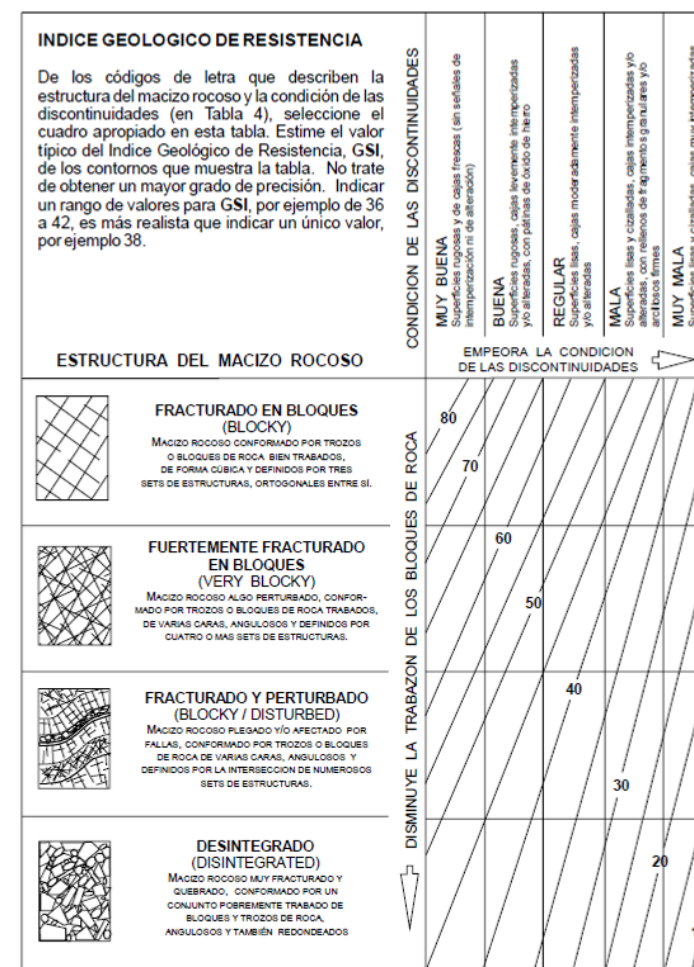 INDICE GEOLOGICO DE RESISTENCIA
De los códigos de letra que describen la
estructura del macizo rocoso y la condición de las
discontinuidades (en Tabla 4), seleccione el
cuadro apropiado en esta tabla. Estime el valor
típico del Indice Geológico de Resistencia, GSI,
de los contornos que muestra la tabla. No trate
de obtener un mayor grado de precisión. Indicar
un rango de valores para GSI, por ejemplo de 36
a 42, es más realista que indicar un único valor,
por ejemplo 38.
CONDICION DE LAS DISCONTINUIDADES
MUY BUENA
Superficies rugosas y de cajas frescas (sin señales de
intemperización ni de alteración)
BUENA
Superficies rugosas, cajas levemente intemperizadas
y/o alteradas, con pátinas de óxido de hierro
REGULAR
Superficies lisas, cajas moderadamente intemperizadas
y/o alteradas
MALA
Superficies lisas y cizalladas, cajas intemperizadas y/o
alteradas, con rellenos de fragmentos granulares y/o
arcillosos firmes
MUY MALA
Superficies lisas y cizalladas, cajas muy intemperizadas
ESTRUCTURA DEL MACIZO ROCOSO
EMPEORA LA CONDICION
DE LAS DISCONTINUIDADES
FRACTURADO EN BLOQUES
(BLOCKY)
MACIZO ROCOSO CONFORMADO POR TROZOS
O BLOQUES DE ROCA BIEN TRABADOS,
DE FORMA CÚBICA Y DEFINIDOS POR TRES
SETS DE ESTRUCTURAS, ORTOGONALES ENTRE SÍ.
FUERTEMENTE FRACTURADO
EN BLOQUES
(VERY BLOCKY)
MACIZO ROCOSO ALGO PERTURBADO, CONFOR-
MADO POR TROZOS O BLOQUES DE ROCA TRABADOS,
DE VARIAS CARAS, ANGULOSOS Y DEFINIDOS POR
CUATRO O MAS SETS DE ESTRUCTURAS.
FRACTURADO Y PERTURBADO
(BLOCKY / DISTURBED)
MACIZO ROCOSO PLEGADO Y/O AFECTADO POR
FALLAS, CONFORMADO POR TROZOS O BLOQUES
DE ROCA DE VARIAS CARAS, ANGULOSOS Y
DEFINIDOS POR LA INTERSECCION DE NUMEROSOS
SETS DE ESTRUCTURAS.
DESINTEGRADO
(DISINTEGRATED)
MACIZO ROCOSO MUY FRACTURADO Y
QUEBRADO, CONFORMADO POR UN
CONJUNTO POBREMENTE TRABADO DE
BLOQUES Y TROZOS DE ROCA,
ANGULOSOS Y TAMBIÉN REDONDEADOS
DISMINUYE LA TRABAZON DE LOS BLOQUES DE ROCA
80
70
60
50
40
30
20